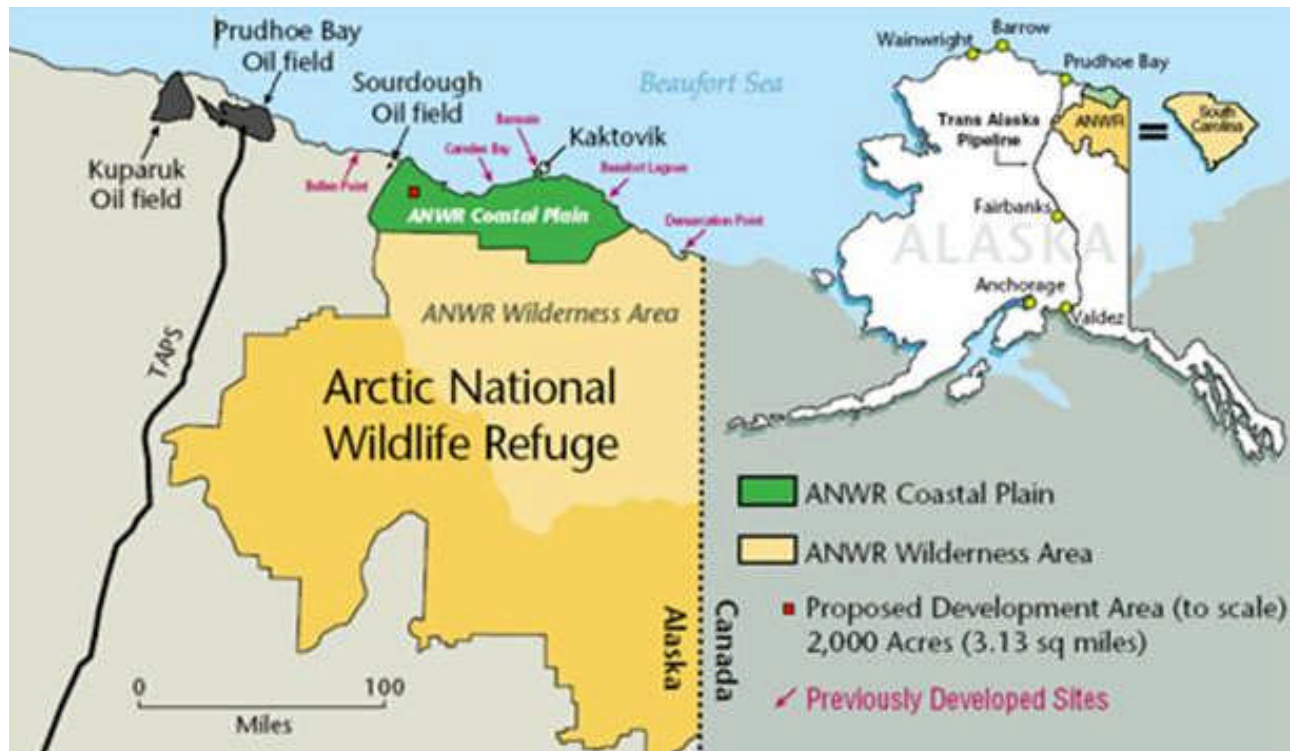 Prudhoe Bay
Oil field
Sourdough
Oil field
Kuparuk
Oil field
Beaufort Sea
Bullen Point
Camden Bay
Kaktovik
Beaufort Lagoon
Demarcation Point
ANWR Coastal Plain
ANWR Wilderness Area
Arctic National
Wildlife Refuge
TAPS
Alaska
Canada
0
100
Miles
Wainwright
Barrow
Prudhoe Bay
ANWR
=
South
Carolina
Trans Alaska
Pipeline
Fairbanks
ALASKA
Anchorage
Valdez
ANWR Coastal Plain
ANWR Wilderness Area
Proposed Development Area (to scale)
2,000 Acres (3.13 sq miles)
Previously Developed Sites